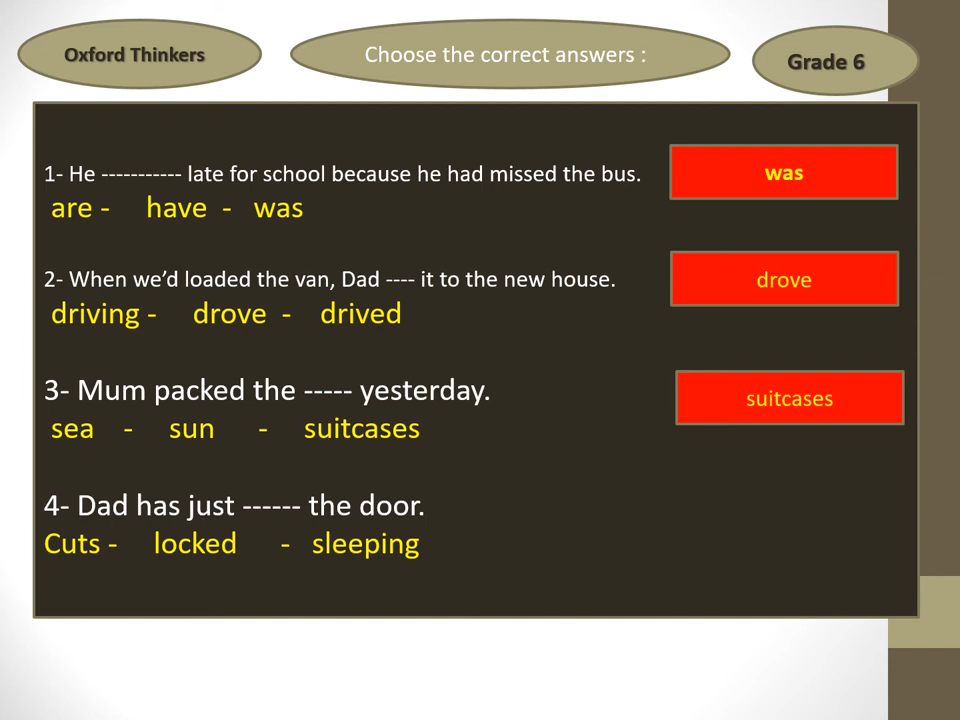 Oxford Thinkers
Choose the correct answers :
Grade 6
1- He ----------- late for school because he had missed the bus.
was
are - have - was
2- When we’d loaded the van, Dad ---- it to the new house.
drove
driving - drove - drived
3- Mum packed the ----- yesterday.
suitcases
sea - sun - suitcases
4- Dad has just ------ the door.
Cuts - locked - sleeping